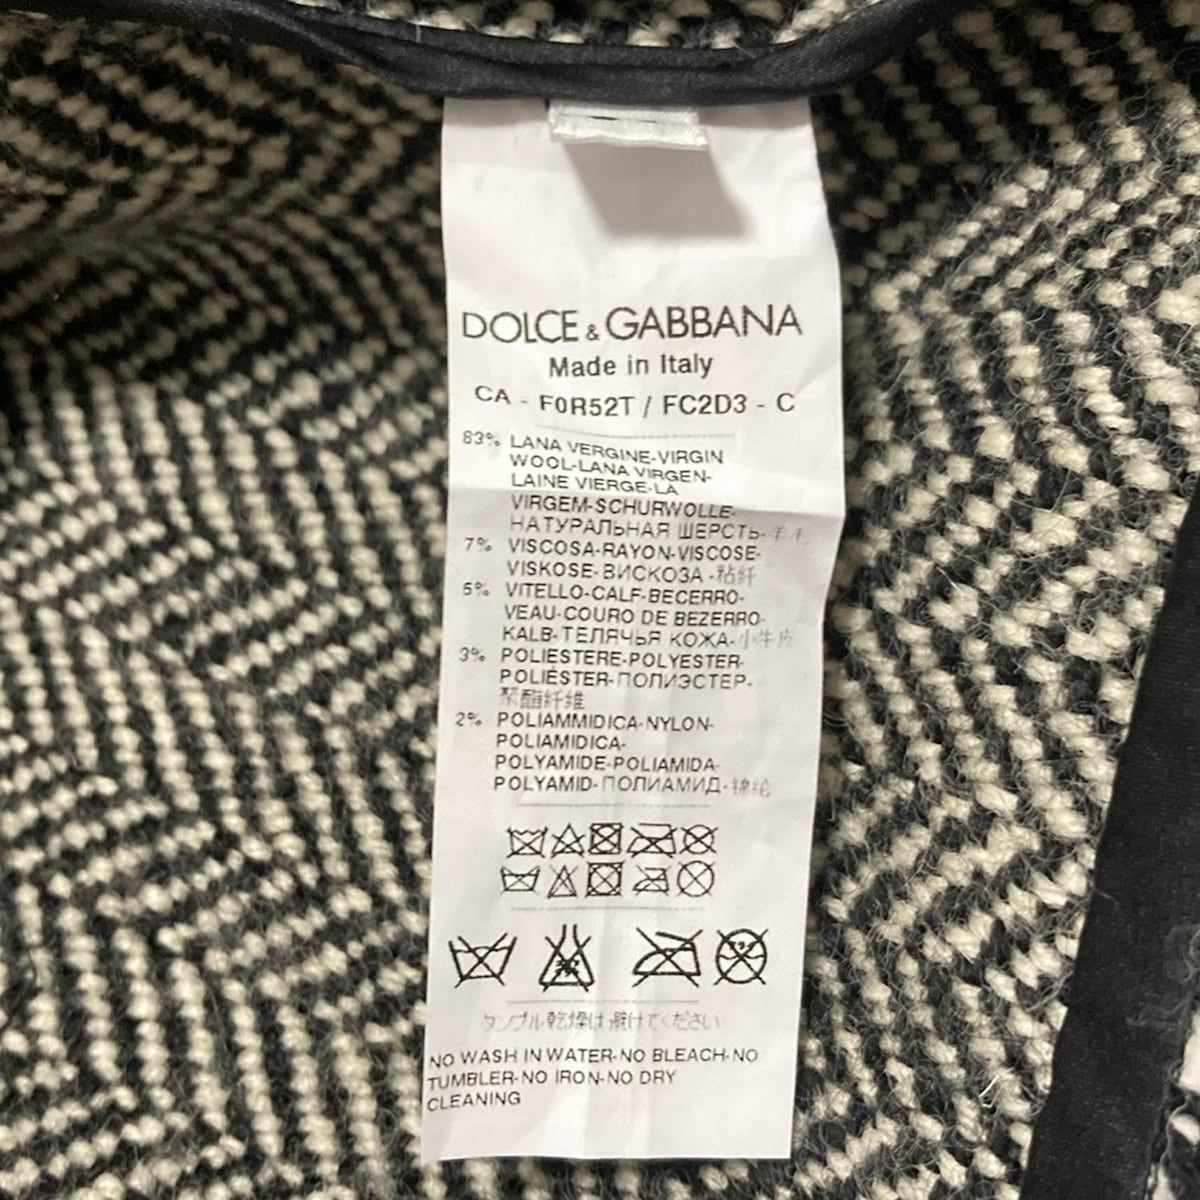 DOLCE & GABBANA
Made in Italy
CA - F0R52T / FC2D3 - C
83% LANA VERGINE-VIRGIN
WOOL-LANA VIRGEN-
LAINE VIERGE-LA
VIRGEM-SCHURWOLLE-
НАТУРАЛЬНАЯ ШЕРСТЬ-羊毛
7% VISCOSA-RAYON-VISCOSE-
VISKOSE-ВИСКОЗА-粘纤
5% VITELLO-CALF-BECERRO-
VEAU-COURO DE BEZERRO-
KALB-ТЕЛЯЧЬЯ КОЖА-小牛皮
3% POLIESTERE-POLYESTER-
POLIÉSTER-ПОЛИЭСТЕР-
聚酯纤维
2% POLIAMMIDICA-NYLON-
POLIAMIDICA-
POLYAMIDE-POLIAMIDA-
POLYAMID-ПОЛИАМИД-锦纶
タンブル乾燥は避けてください
NO WASH IN WATER-NO BLEACH-NO
TUMBLER-NO IRON-NO DRY
CLEANING